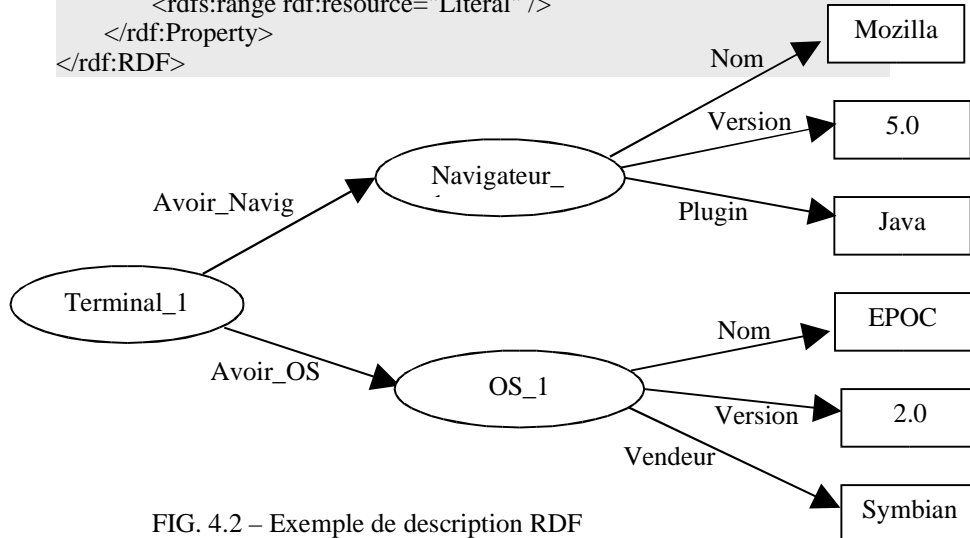 <rdfs:range rdf:resource="Literal" />
</rdf:Property>
</rdf:RDF>
Mozilla
Nom
Version
5.0
Navigateur_
Avoir_Navig
Plugin
Java
Terminal_1
EPOC
Nom
Avoir_OS
OS_1
Version
2.0
Vendeur
Symbian
FIG. 4.2 – Exemple de description RDF